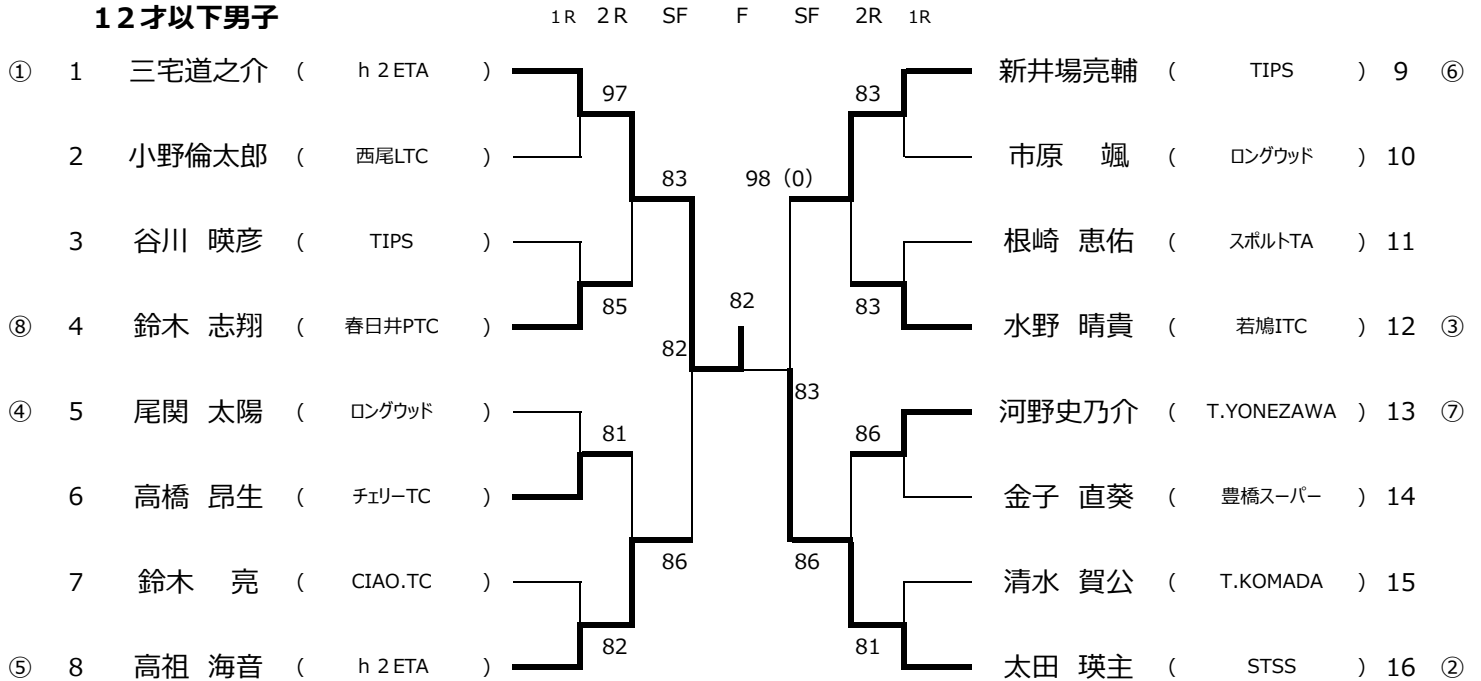 12才以下男子 1R 2R SF F SF 2R 1R
① 1 三宅道之介 ( h2ETA ) 新井場亮輔 ( TIPS ) 9 ⑥
97 83
2 小野倫太郎 ( 西尾LTC ) 市原 颯 ( ロングウッド ) 10
83 98 (0)
3 谷川 暎彦 ( TIPS ) 根崎 恵佑 ( スポルトTA ) 11
85 82 83
⑧ 4 鈴木 志翔 ( 春日井PTC ) 水野 晴貴 ( 若鳩ITC ) 12 ③
82
83
④ 5 尾関 太陽 ( ロングウッド ) 河野史乃介 ( T.YONEZAWA ) 13 ⑦
81 86
6 高橋 昂生 ( チェリーTC ) 金子 直葵 ( 豊橋スーパー ) 14
86 86
7 鈴木 亮 ( CIAO.TC ) 清水 賀公 ( T.KOMADA ) 15
82 81
⑤ 8 高祖 海音 ( h2ETA ) 太田 瑛主 ( STSS ) 16 ②